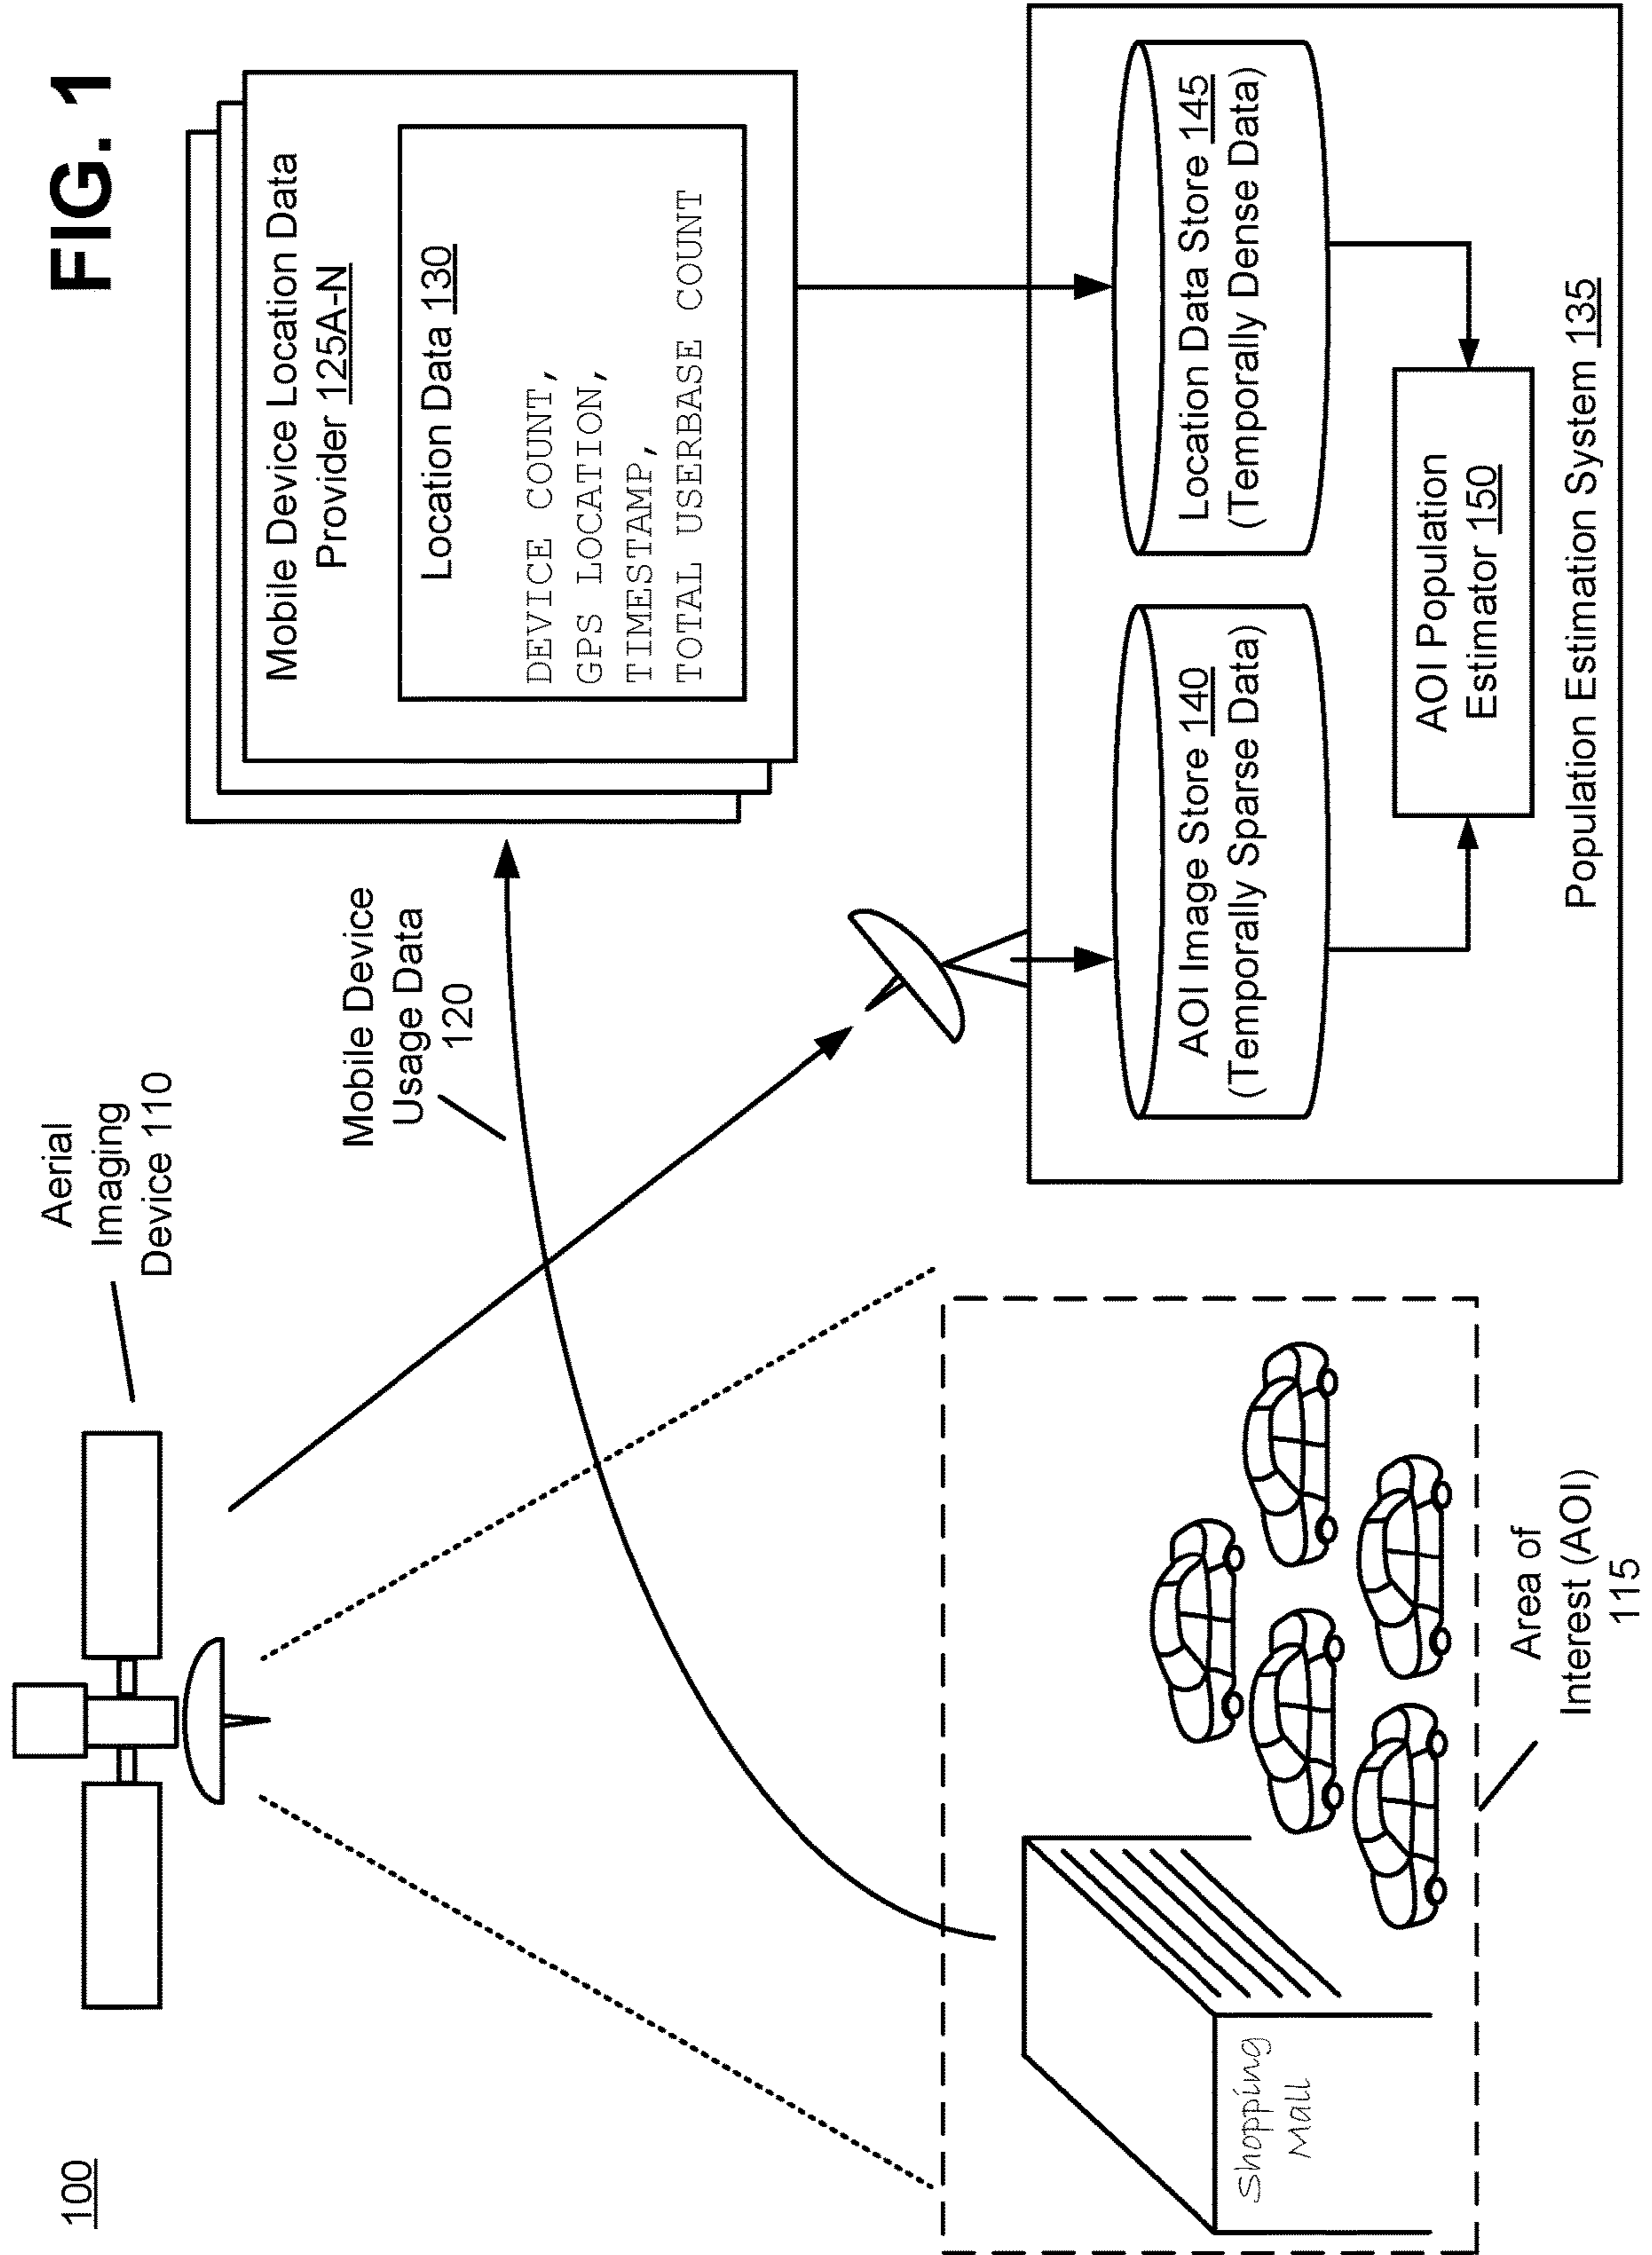 100
FIG. 1
Aerial
Imaging
Device 110
Mobile Device
Usage Data
120
Mobile Device Location Data
Provider 125A-N
Location Data 130
DEVICE COUNT,
GPS LOCATION,
TIMESTAMP,
TOTAL USERBASE COUNT
Shopping
Mall
Area of
Interest (AOI)
115
AOI Image Store 140
(Temporally Sparse Data)
Location Data Store 145
(Temporally Dense Data)
AOI Population
Estimator 150
Population Estimation System 135